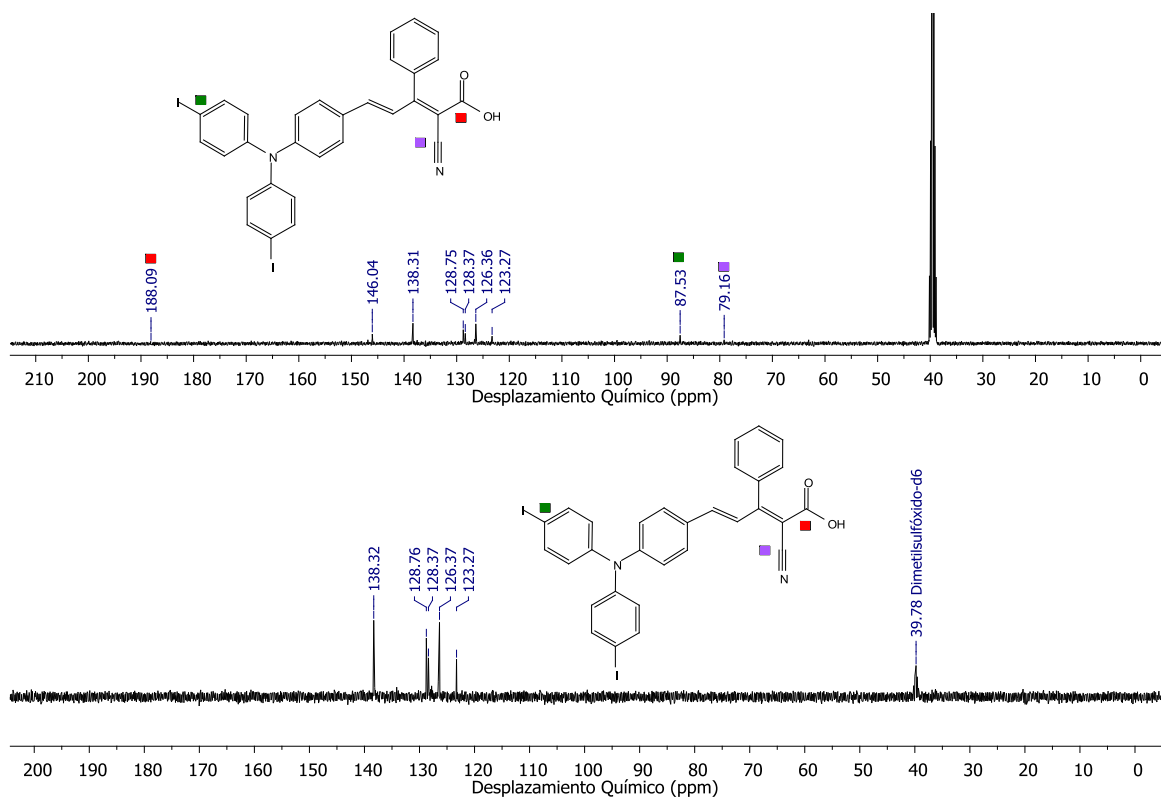 O
OH
N
I
N
I
188.09
146.04
138.31
128.75
128.37
126.36
123.27
87.53
79.16
210 200 190 180 170 160 150 140 130 120 110 100 90 80 70 60 50 40 30 20 10 0
Desplazamiento Químico (ppm)
O
OH
N
I
N
I
138.32
128.76
128.37
126.37
123.27
39.78 Dimetilsulfóxido-d6
200 190 180 170 160 150 140 130 120 110 100 90 80 70 60 50 40 30 20 10 0
Desplazamiento Químico (ppm)